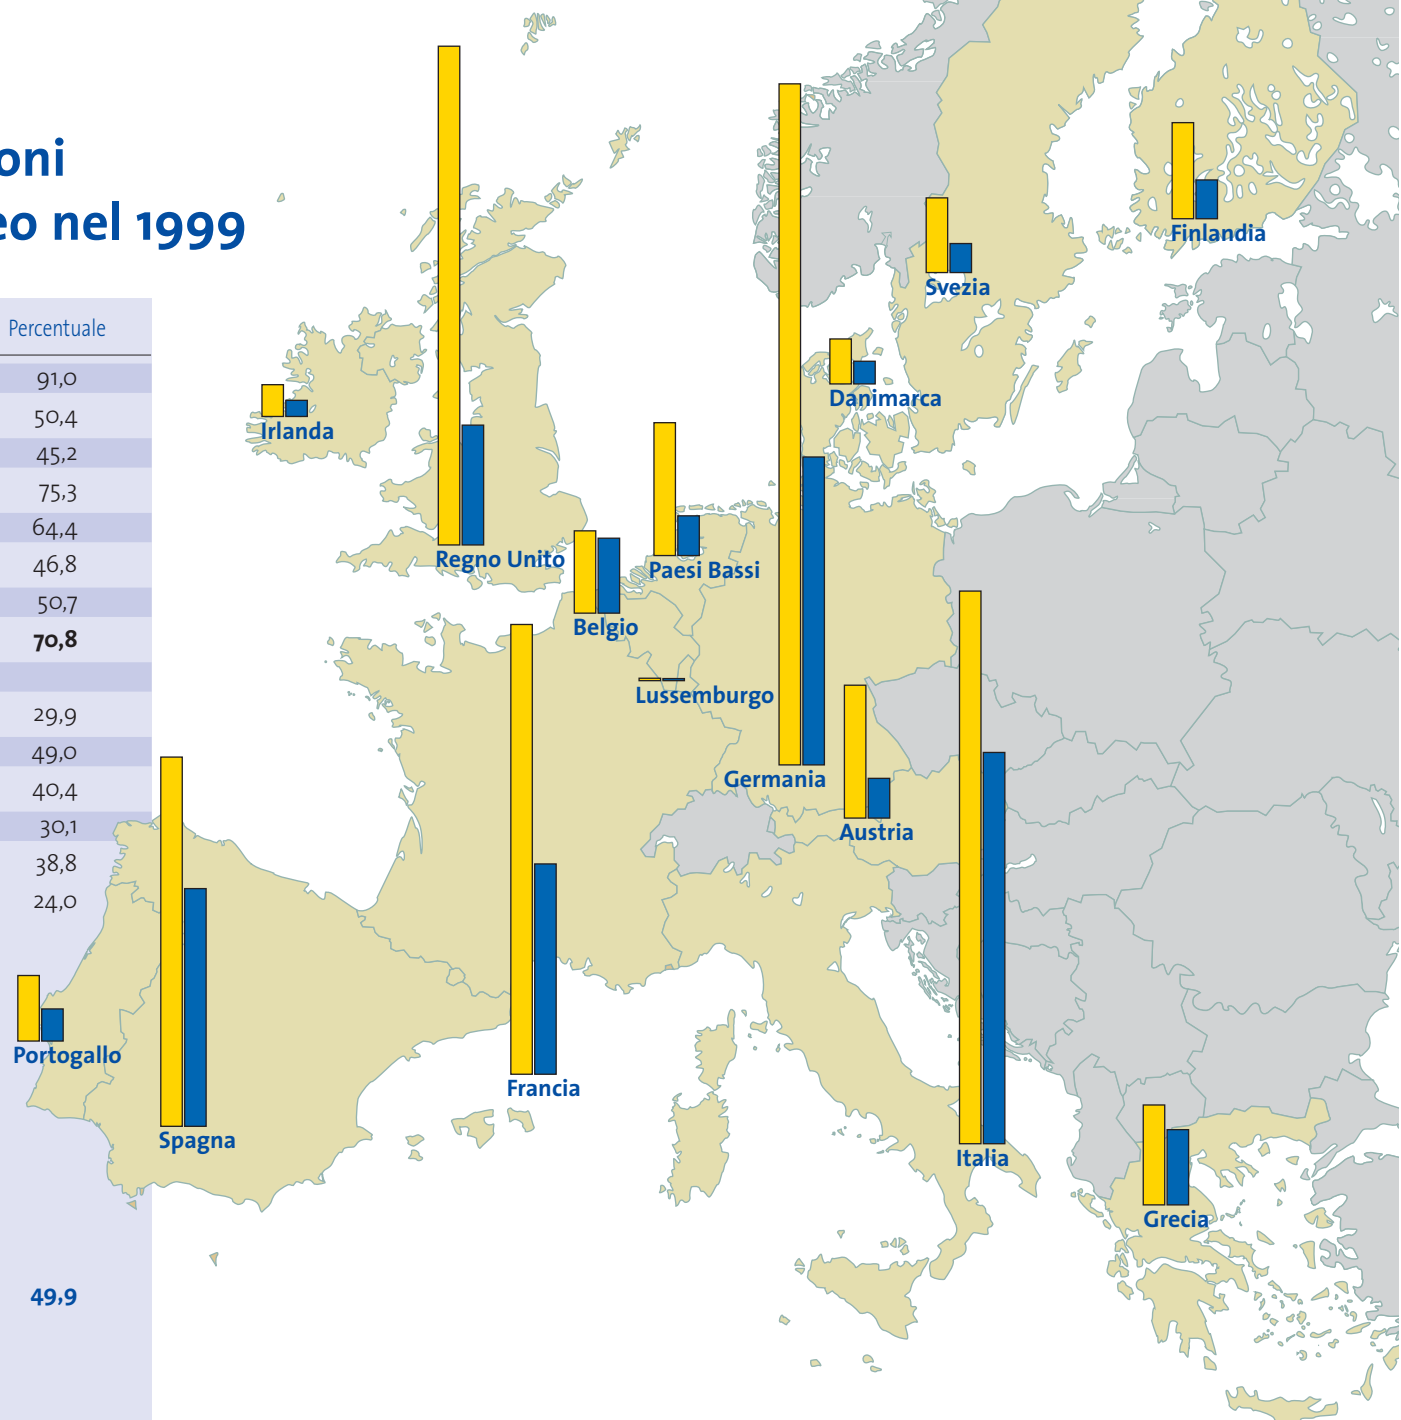 oni
eo nel 1999
Percentuale
91,0
50,4
45,2
75,3
64,4
46,8
50,7
70,8
29,9
49,0
40,4
30,1
38,8
24,0
49,9
Finlandia
Svezia
Danimarca
Irlanda
Regno Unito
Paesi Bassi
Belgio
Lussemburgo
Germania
Austria
Portogallo
Francia
Spagna
Italia
Grecia